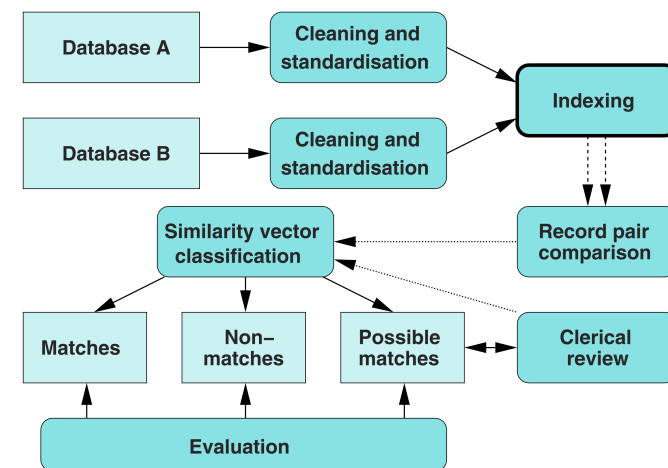 Database A
Cleaning and
standardisation
Indexing
Database B
Cleaning and
standardisation
Similarity vector
classification
Record pair
comparison
Matches
Non–
matches
Possible
matches
Clerical
review
Evaluation